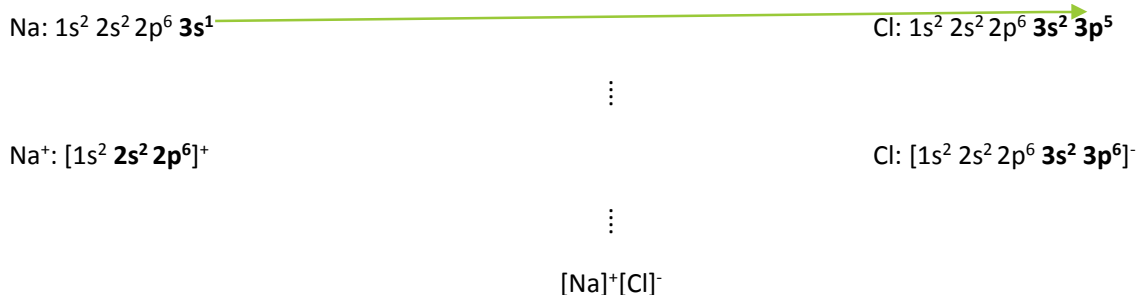 Na: 1s² 2s² 2p⁶ 3s¹ Cl: 1s² 2s² 2p⁶ 3s² 3p⁵
⁞
Na⁺: [1s² 2s² 2p⁶]⁺ Cl: [1s² 2s² 2p⁶ 3s² 3p⁶]⁻
⁞
[Na]⁺[Cl]⁻